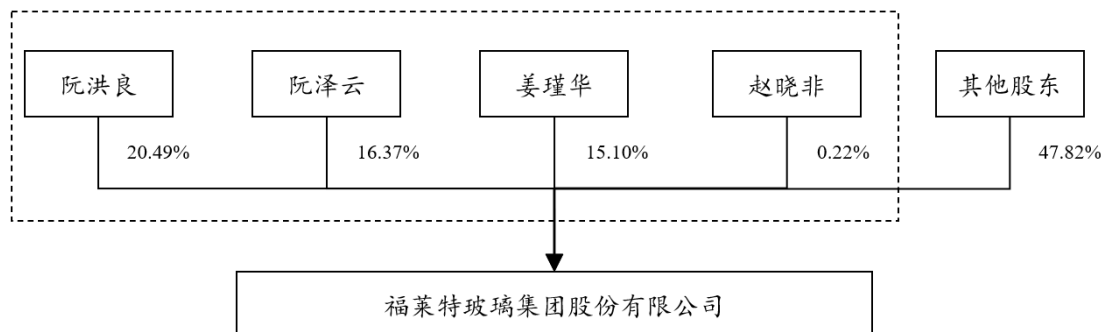 阮洪良
阮泽云
姜瑾华
赵晓非
其他股东
20.49%
16.37%
15.10%
0.22%
47.82%
福莱特玻璃集团股份有限公司